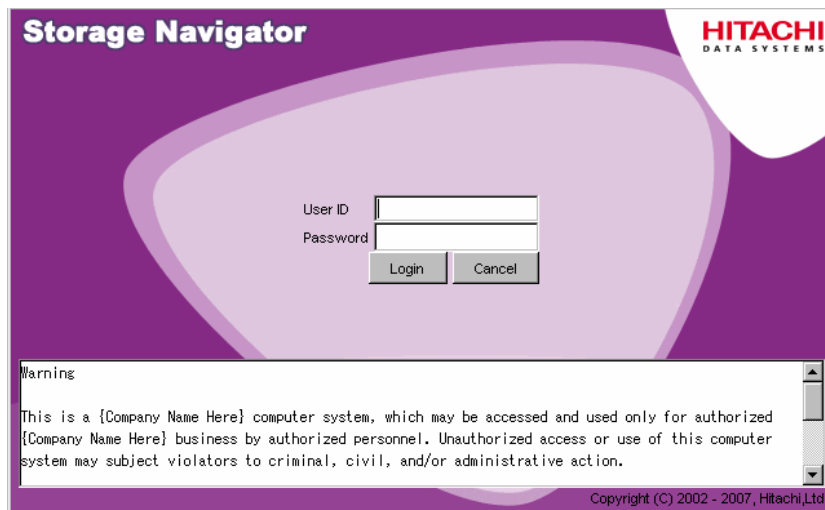 Storage Navigator
HITACHI
DATA SYSTEMS
User ID
Password
Login Cancel
Warning
This is a {Company Name Here} computer system, which may be accessed and used only for authorized
{Company Name Here} business by authorized personnel. Unauthorized access or use of this computer
system may subject violators to criminal, civil, and/or administrative action.
Copyright (C) 2002 - 2007, Hitachi,Ltd